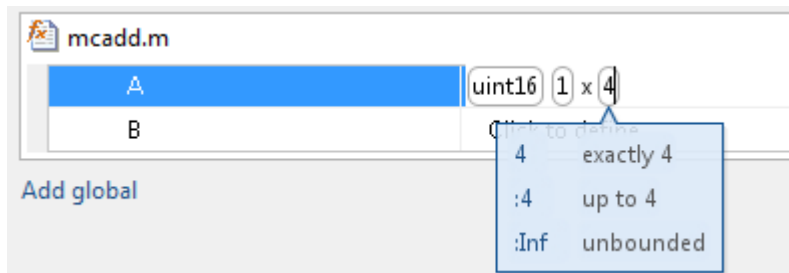 mcadd.m
A uint16 1 x 4
B Click to define
4 exactly 4
:4 up to 4
Add global
:Inf unbounded